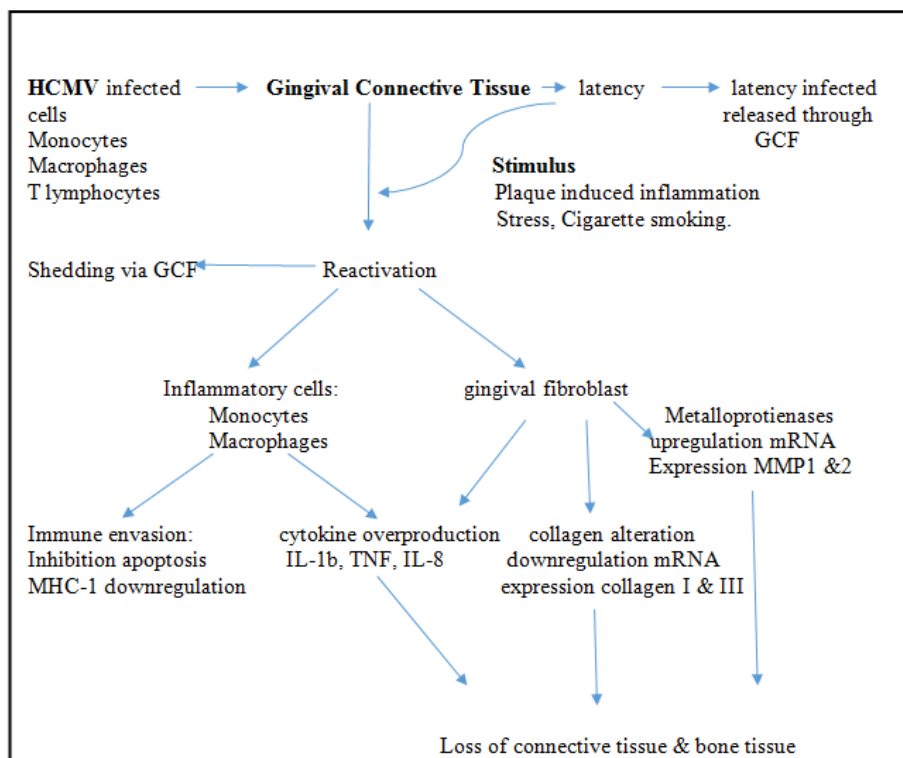 HCMV infected cells
Monocytes
Macrophages
T lymphocytes
Gingival Connective Tissue
latency
latency infected
released through
GCF
Stimulus
Plaque induced inflammation
Stress, Cigarette smoking.
Shedding via GCF
Reactivation
Inflammatory cells:
Monocytes
Macrophages
gingival fibroblast
Metalloprotienases
upregulation mRNA
Expression MMP1 &2
Immune envasion:
Inhibition apoptosis
MHC-1 downregulation
cytokine overproduction
IL-1b, TNF, IL-8
collagen alteration
downregulation mRNA
expression collagen I & III
Loss of connective tissue & bone tissue